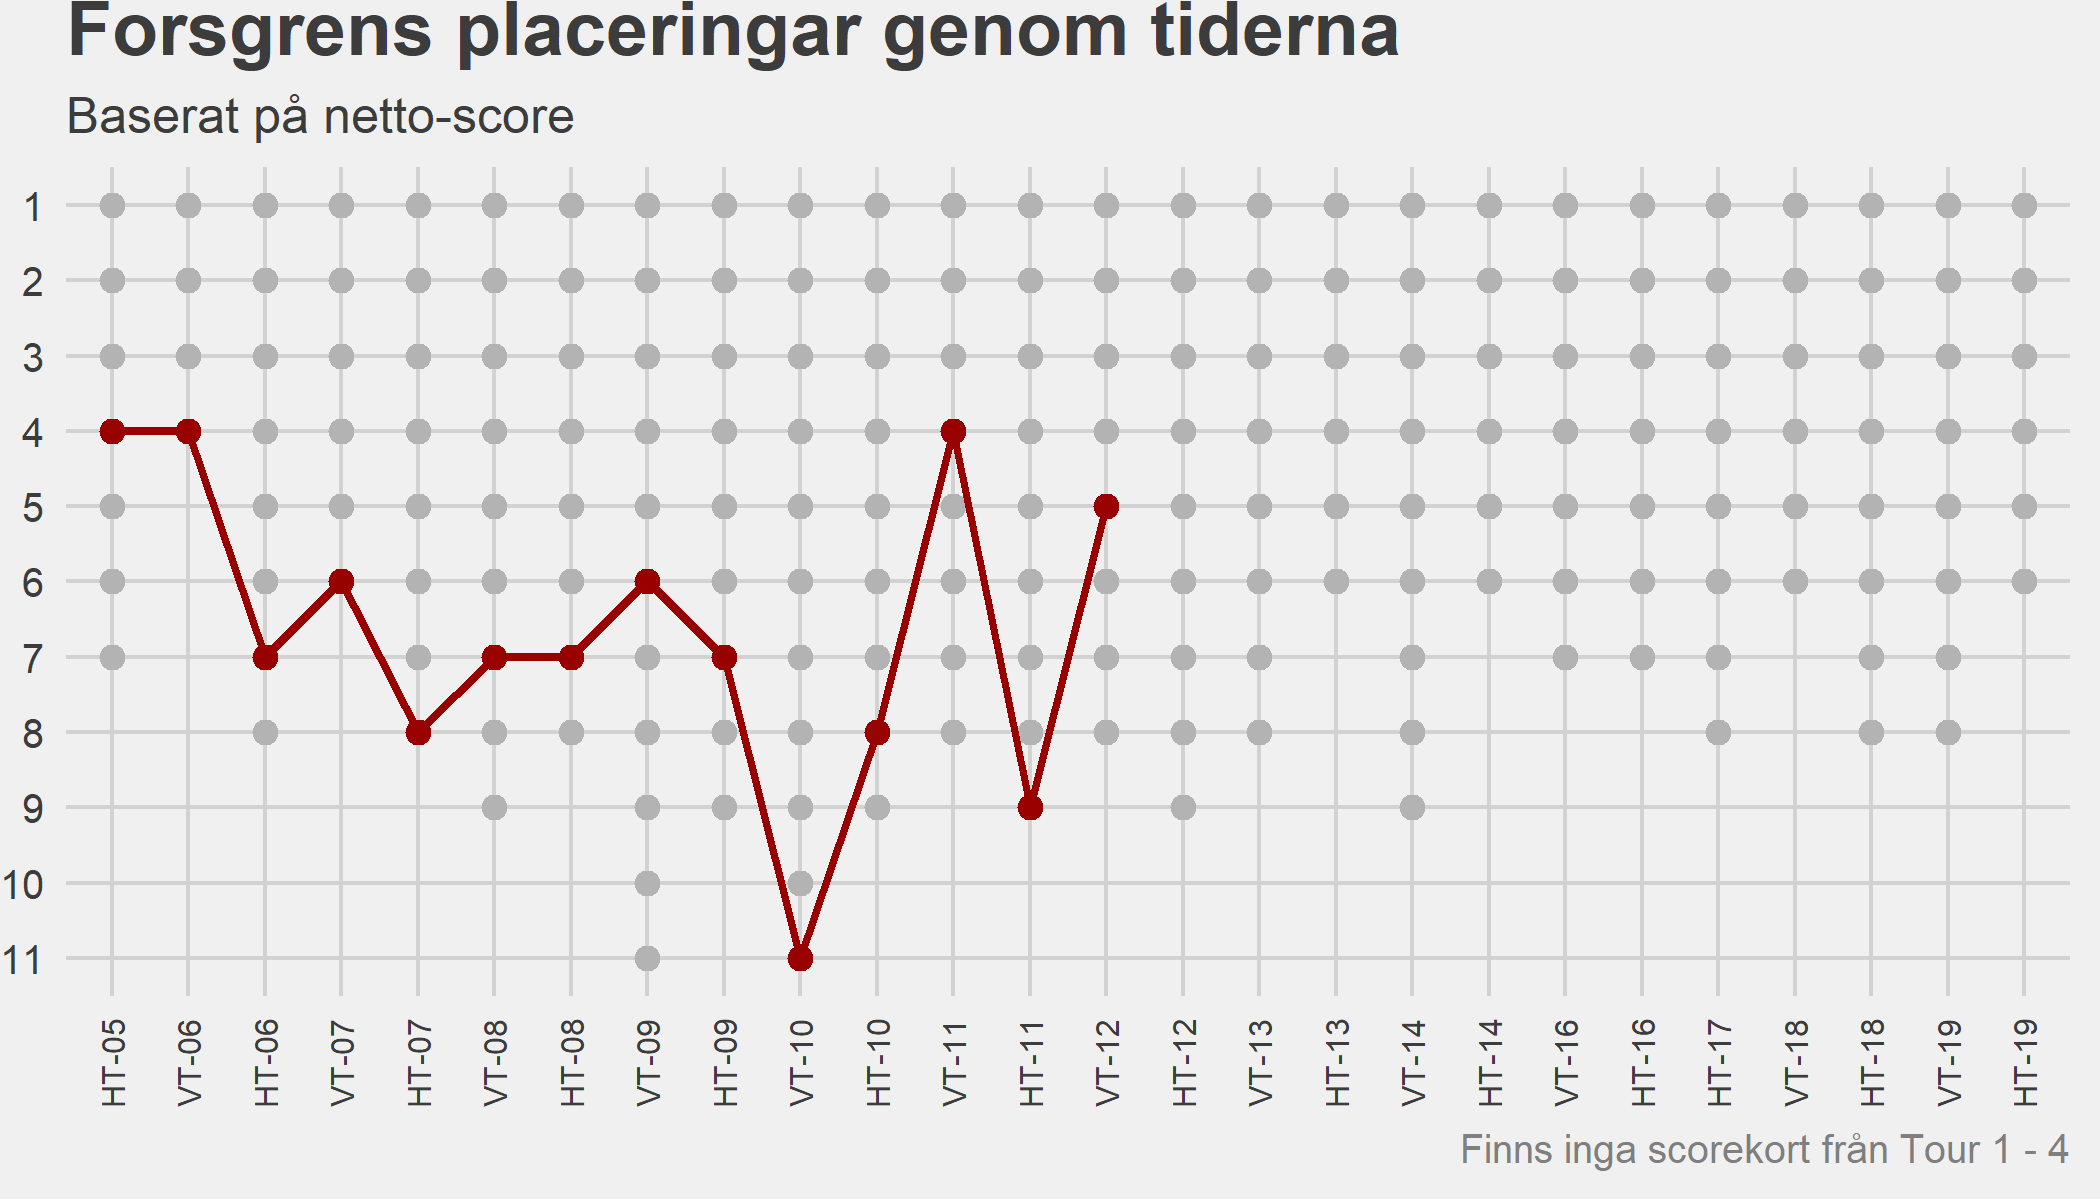 Forsgrens placeringar genom tiderna
Baserat på netto-score
1
2
3
4
5
6
7
8
9
10
11
HT-05
VT-06
HT-06
VT-07
HT-07
VT-08
HT-08
VT-09
HT-09
VT-10
HT-10
VT-11
HT-11
VT-12
HT-12
VT-13
HT-13
VT-14
HT-14
VT-16
HT-16
HT-17
VT-18
HT-18
VT-19
HT-19
Finns inga scorekort från Tour 1 - 4